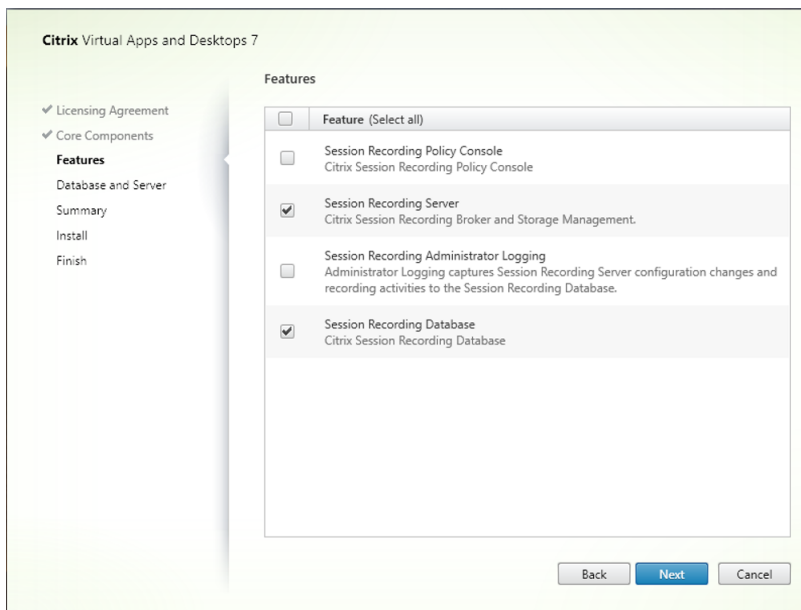 Citrix Virtual Apps and Desktops 7
Licensing Agreement
Core Components
Features
Database and Server
Summary
Install
Finish
Features
Feature (Select all)
Session Recording Policy Console
Citrix Session Recording Policy Console
Session Recording Server
Citrix Session Recording Broker and Storage Management.
Session Recording Administrator Logging
Administrator Logging captures Session Recording Server configuration changes and
recording activities to the Session Recording Database.
Session Recording Database
Citrix Session Recording Database
Back
Next
Cancel